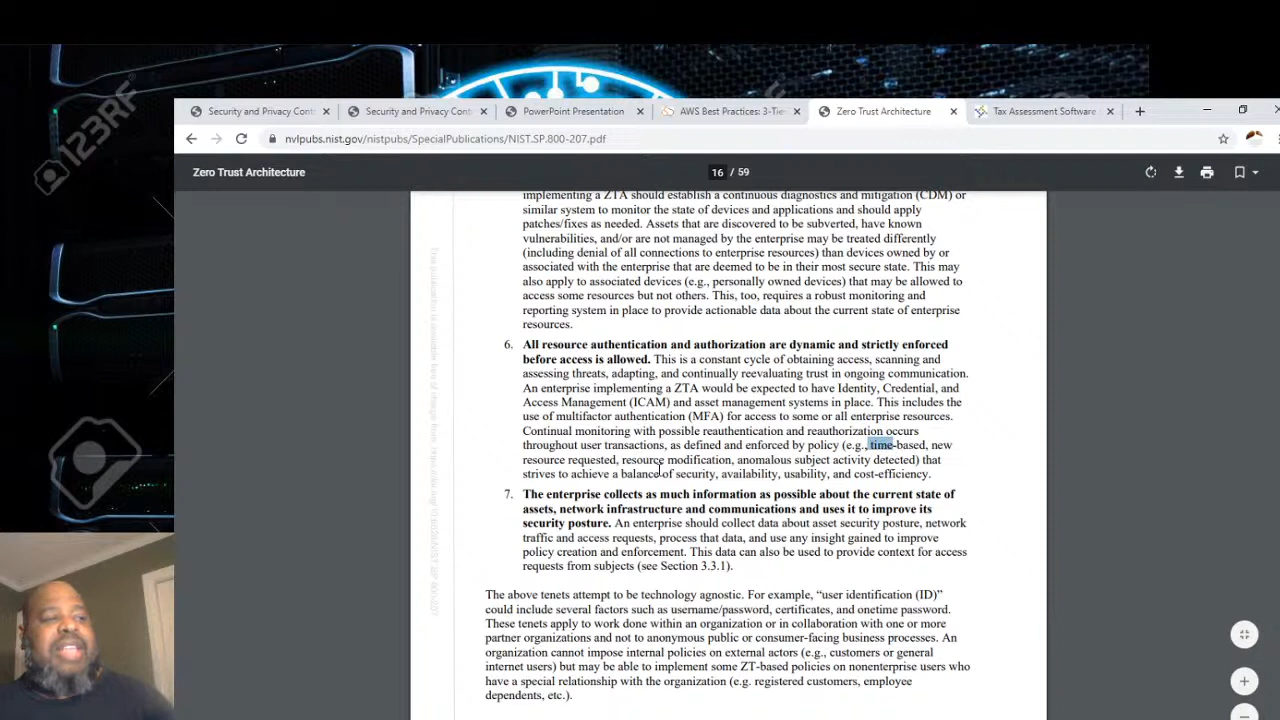 Security and Privacy Cont
Security and Privacy Cont
PowerPoint Presentation
AWS Best Practices: 3-Tie
Zero Trust Architecture
Tax Assessment Software
nvlpubs.nist.gov/nistpubs/SpecialPublications/NIST.SP.800-207.pdf
Zero Trust Architecture
16 / 59
implementing a ZTA should establish a continuous diagnostics and mitigation (CDM) or
similar system to monitor the state of devices and applications and should apply
patches/fixes as needed. Assets that are discovered to be subverted, have known
vulnerabilities, and/or are not managed by the enterprise may be treated differently
(including denial of all connections to enterprise resources) than devices owned by or
associated with the enterprise that are deemed to be in their most secure state. This may
also apply to associated devices (e.g., personally owned devices) that may be allowed to
access some resources but not others. This, too, requires a robust monitoring and
reporting system in place to provide actionable data about the current state of enterprise
resources.
6. All resource authentication and authorization are dynamic and strictly enforced
before access is allowed. This is a constant cycle of obtaining access, scanning and
assessing threats, adapting, and continually reevaluating trust in ongoing communication.
An enterprise implementing a ZTA would be expected to have Identity, Credential, and
Access Management (ICAM) and asset management systems in place. This includes the
use of multifactor authentication (MFA) for access to some or all enterprise resources.
Continual monitoring with possible reauthentication and reauthorization occurs
throughout user transactions, as defined and enforced by policy (e.g., time-based, new
resource requested, resource modification, anomalous subject activity detected) that
strives to achieve a balance of security, availability, usability, and cost-efficiency.
7. The enterprise collects as much information as possible about the current state of
assets, network infrastructure and communications and uses it to improve its
security posture. An enterprise should collect data about asset security posture, network
traffic and access requests, process that data, and use any insight gained to improve
policy creation and enforcement. This data can also be used to provide context for access
requests from subjects (see Section 3.3.1).
The above tenets attempt to be technology agnostic. For example, “user identification (ID)”
could include several factors such as username/password, certificates, and onetime password.
These tenets apply to work done within an organization or in collaboration with one or more
partner organizations and not to anonymous public or consumer-facing business processes. An
organization cannot impose internal policies on external actors (e.g., customers or general
internet users) but may be able to implement some ZT-based policies on nonenterprise users who
have a special relationship with the organization (e.g. registered customers, employee
dependents, etc.).
123RF